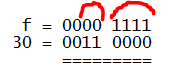 f = 0000 1111
30 = 0011 0000
=========